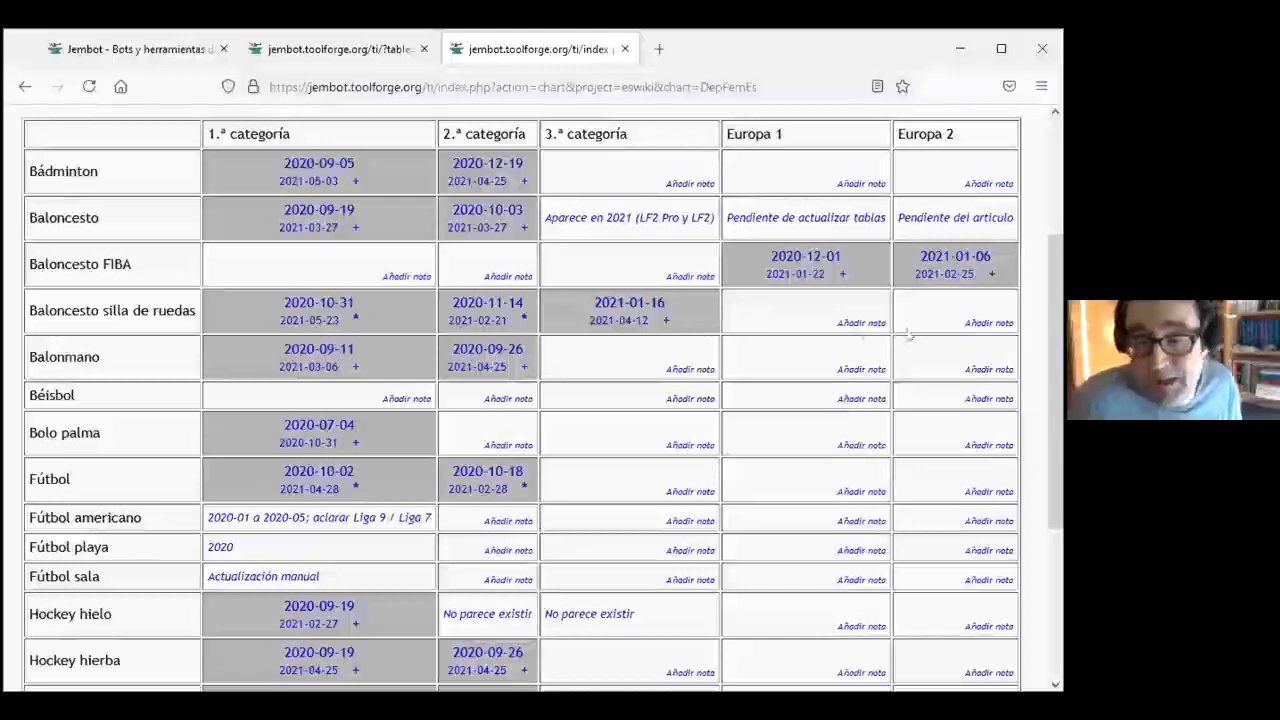 Jembot - Bots y herramientas d
jembot.toolforge.org/ti/?table
jembot.toolforge.org/ti/index
https://jembot.toolforge.org/ti/index.php?action=chart&project=eswiki&chart=DepFemEs
1.ª categoría 2.ª categoría 3.ª categoría Europa 1 Europa 2
Bádminton 2020-09-05 2020-12-19
2021-05-03 + 2021-04-25 + Añadir nota Añadir nota Añadir nota
Baloncesto 2020-09-19 2020-10-03 Aparece en 2021 (LF2 Pro y LF2) Pendiente de actualizar tablas Pendiente del artículo
2021-03-27 + 2021-03-27 +
Baloncesto FIBA 2020-12-01 2021-01-06
Añadir nota Añadir nota Añadir nota 2021-01-22 + 2021-02-25 +
Baloncesto silla de ruedas 2020-10-31 2020-11-14 2021-01-16
2021-05-23 * 2021-02-21 * 2021-04-12 + Añadir nota Añadir nota
Balonmano 2020-09-11 2020-09-26
2021-03-06 + 2021-04-25 + Añadir nota Añadir nota Añadir nota
Béisbol Añadir nota Añadir nota Añadir nota Añadir nota Añadir nota
Bolo palma 2020-07-04
2020-10-31 + Añadir nota Añadir nota Añadir nota Añadir nota
Fútbol 2020-10-02 2020-10-18
2021-04-28 * 2021-02-28 * Añadir nota Añadir nota Añadir nota
Fútbol americano 2020-01 a 2020-05; aclarar Liga 9 / Liga 7 Añadir nota Añadir nota Añadir nota Añadir nota
Fútbol playa 2020 Añadir nota Añadir nota Añadir nota Añadir nota
Fútbol sala Actualización manual Añadir nota Añadir nota Añadir nota Añadir nota
Hockey hielo 2020-09-19 No parece existir No parece existir
2021-02-27 + Añadir nota Añadir nota
Hockey hierba 2020-09-19 2020-09-26
2021-04-25 + 2021-04-25 + Añadir nota Añadir nota Añadir nota